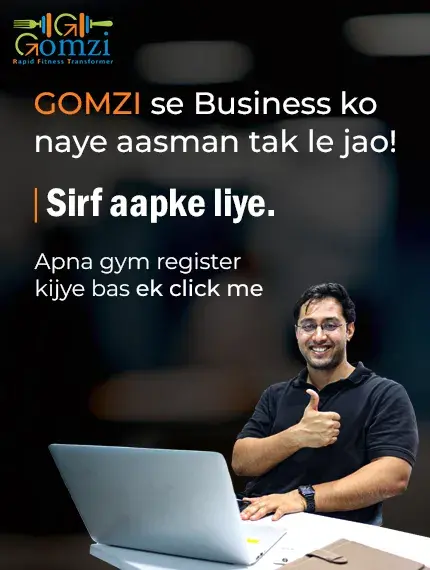 Gomzi
Rapid Fitness Transformer
GOMZI se Business ko
naye aasman tak le jao!
Sirf aapke liye.
Apna gym register
kijye bas ek click me